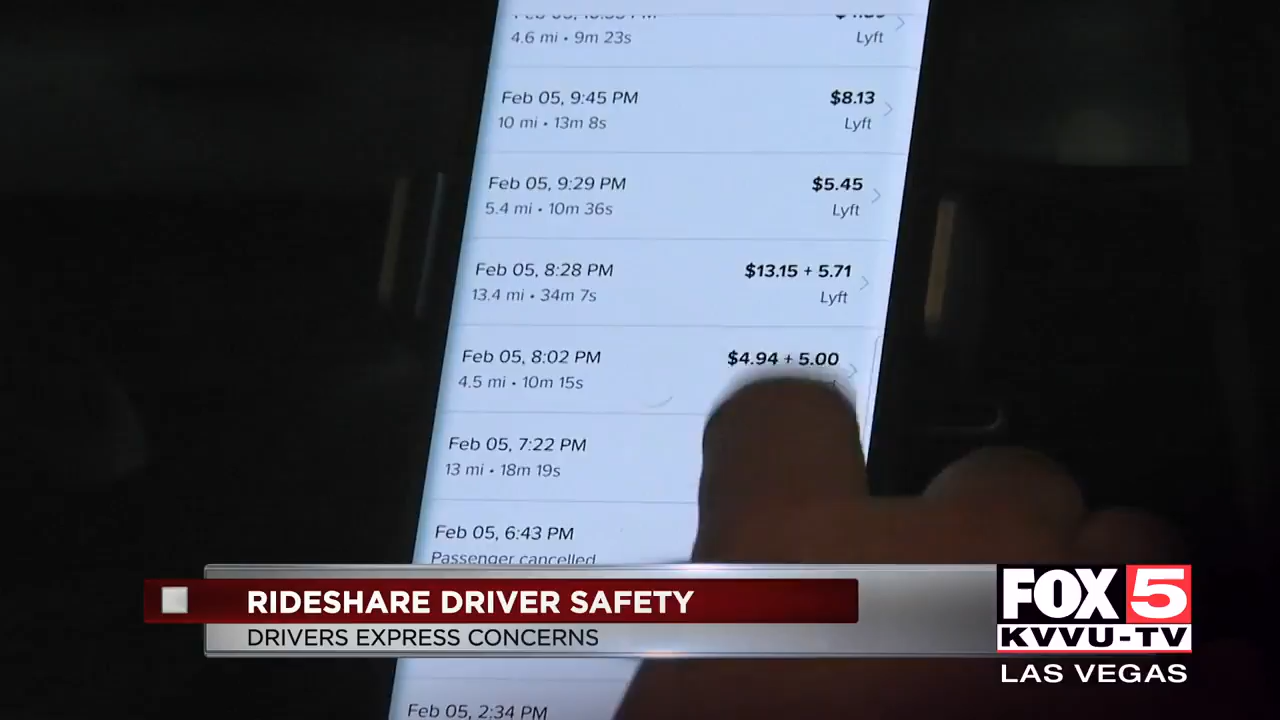 4.6 mi • 9m 23s
Lyft
Feb 05, 9:45 PM
$8.13
10 mi • 13m 8s
Lyft
Feb 05, 9:29 PM
$5.45
5.4 mi • 10m 36s
Lyft
Feb 05, 8:28 PM
$13.15 + 5.71
13.4 mi • 34m 7s
Lyft
Feb 05, 8:02 PM
$4.94 + 5.00
4.5 mi • 10m 15s
Feb 05, 7:22 PM
13 mi • 18m 19s
Feb 05, 6:43 PM
Passenger cancelled
RIDESHARE DRIVER SAFETY
DRIVERS EXPRESS CONCERNS
FOX 5
KVVU-TV
LAS VEGAS
Feb 05, 2:34 PM